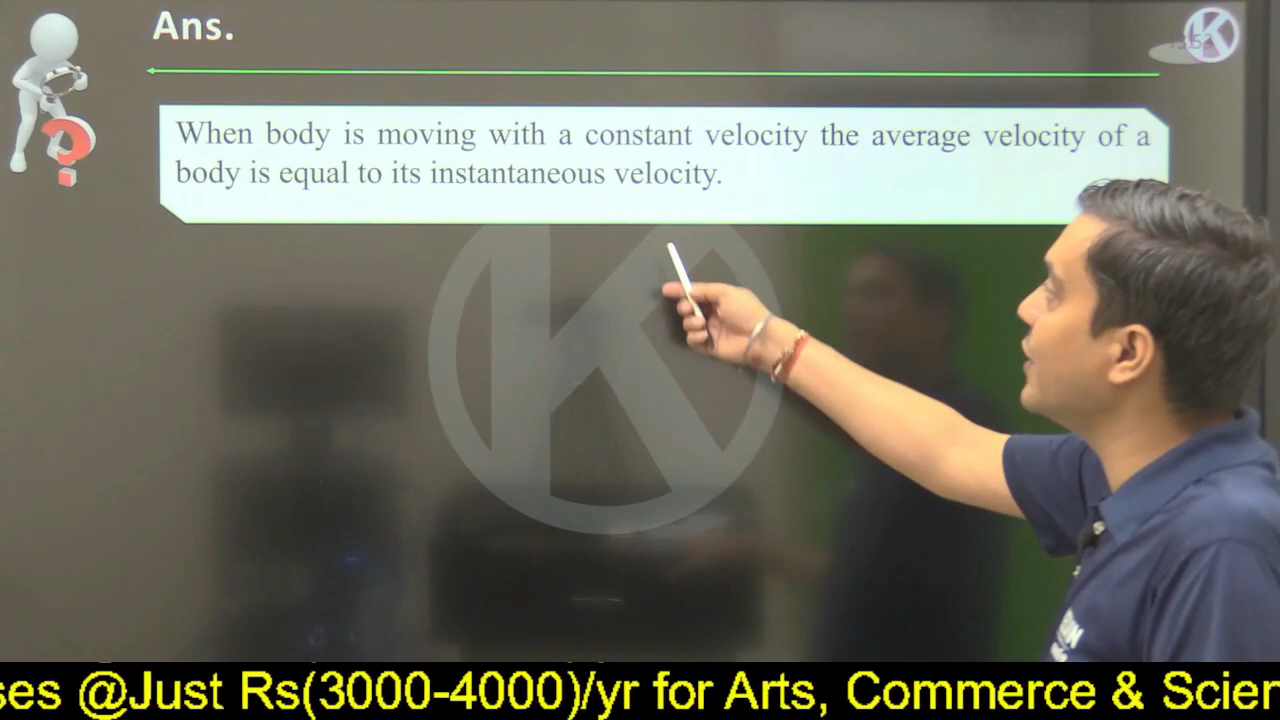 Ans.
When body is moving with a constant velocity the average velocity of a
body is equal to its instantaneous velocity.
K
ses @Just Rs(3000-4000)/yr for Arts, Commerce & Scien